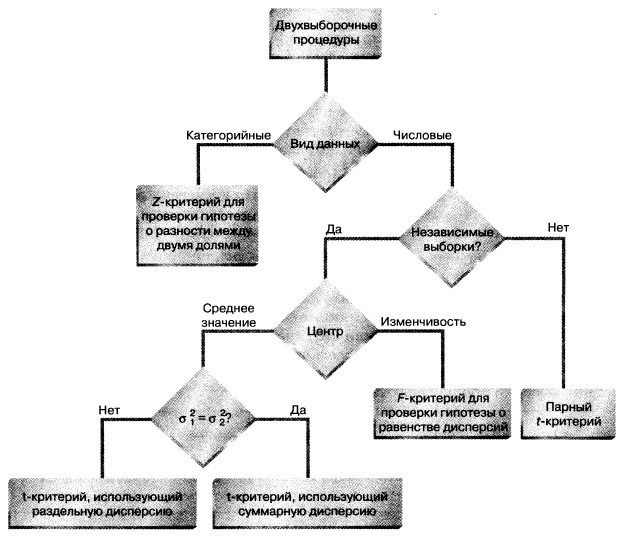 Двухвыборочные
процедуры
Категорийные
Вид данных
Числовые
Z-критерий для
проверки гипотезы
о разности между
двумя долями
Да
Независимые
выборки?
Нет
Среднее
значение
Центр
Изменчивость
Нет
σ₁²=σ₂²?
Да
F-критерий для
проверки гипотезы о
равенстве дисперсий
Парный
t-критерий
t-критерий, использующий
раздельную дисперсию
t-критерий, использующий
суммарную дисперсию